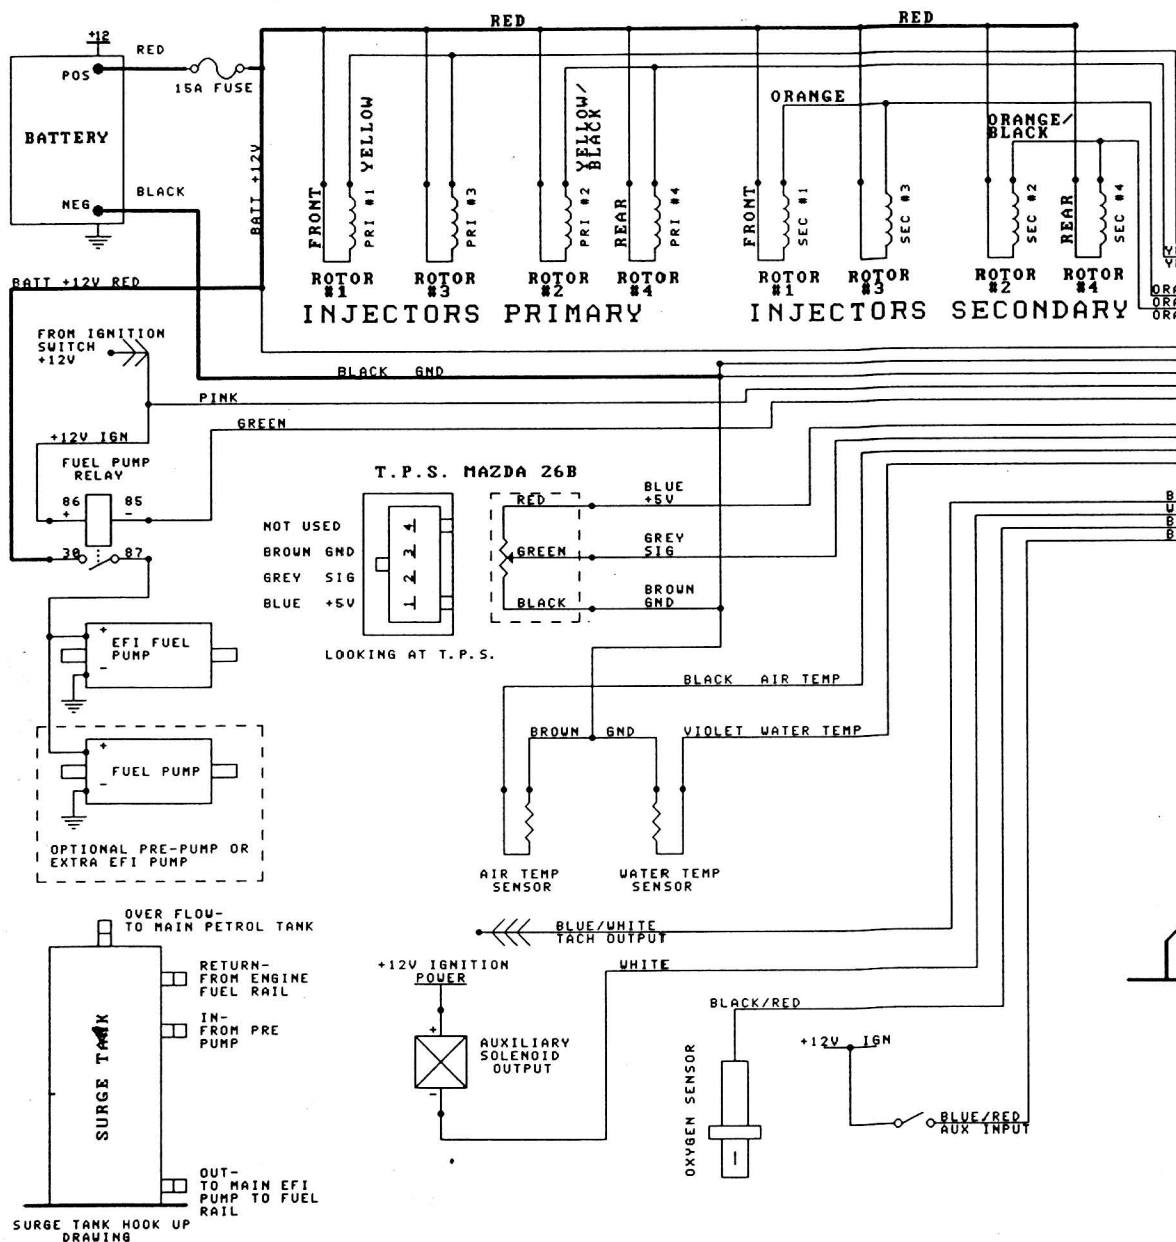 +12
RED
POS
15A FUSE
BATTERY
BLACK
NEG
BATT +12V
RED
RED
YELLOW
YELLOW/
BLACK
ORANGE
ORANGE/
BLACK
FRONT
PRI #1
PRI #3
PRI #2
REAR
PRI #4
FRONT
SEC #1
SEC #3
SEC #2
REAR
SEC #4
ROTOR
#1
ROTOR
#3
ROTOR
#2
ROTOR
#4
ROTOR
#1
ROTOR
#3
ROTOR
#2
ROTOR
#4
INJECTORS PRIMARY
INJECTORS SECONDARY
ORA
ORA
ORA
BATT +12V RED
FROM IGNITION
SWITCH
+12V
BLACK GND
PINK
GREEN
+12V IGN
FUEL PUMP
RELAY
86
85
+
-
30
87
T.P.S. MAZDA 26B
NOT USED
BROWN GND
GREY SIG
BLUE +5V
4
3
2
1
LOOKING AT T.P.S.
RED
GREEN
BLACK
BLUE
+5V
GREY
SIG
BROWN
GND
B
W
B
B
+
EFI FUEL
PUMP
-
+
FUEL PUMP
-
OPTIONAL PRE-PUMP OR
EXTRA EFI PUMP
BLACK AIR TEMP
BROWN GND
VIOLET WATER TEMP
AIR TEMP
SENSOR
WATER TEMP
SENSOR
OVER FLOW-
TO MAIN PETROL TANK
RETURN-
FROM ENGINE
FUEL RAIL
IN-
FROM PRE
PUMP
SURGE TANK
OUT-
TO MAIN EFI
PUMP TO FUEL
RAIL
SURGE TANK HOOK UP
DRAWING
BLUE/WHITE
TACH OUTPUT
+12V IGNITION
POWER
WHITE
+
AUXILIARY
SOLENOID
OUTPUT
-
BLACK/RED
OXYGEN SENSOR
+12V IGN
BLUE/RED
AUX INPUT